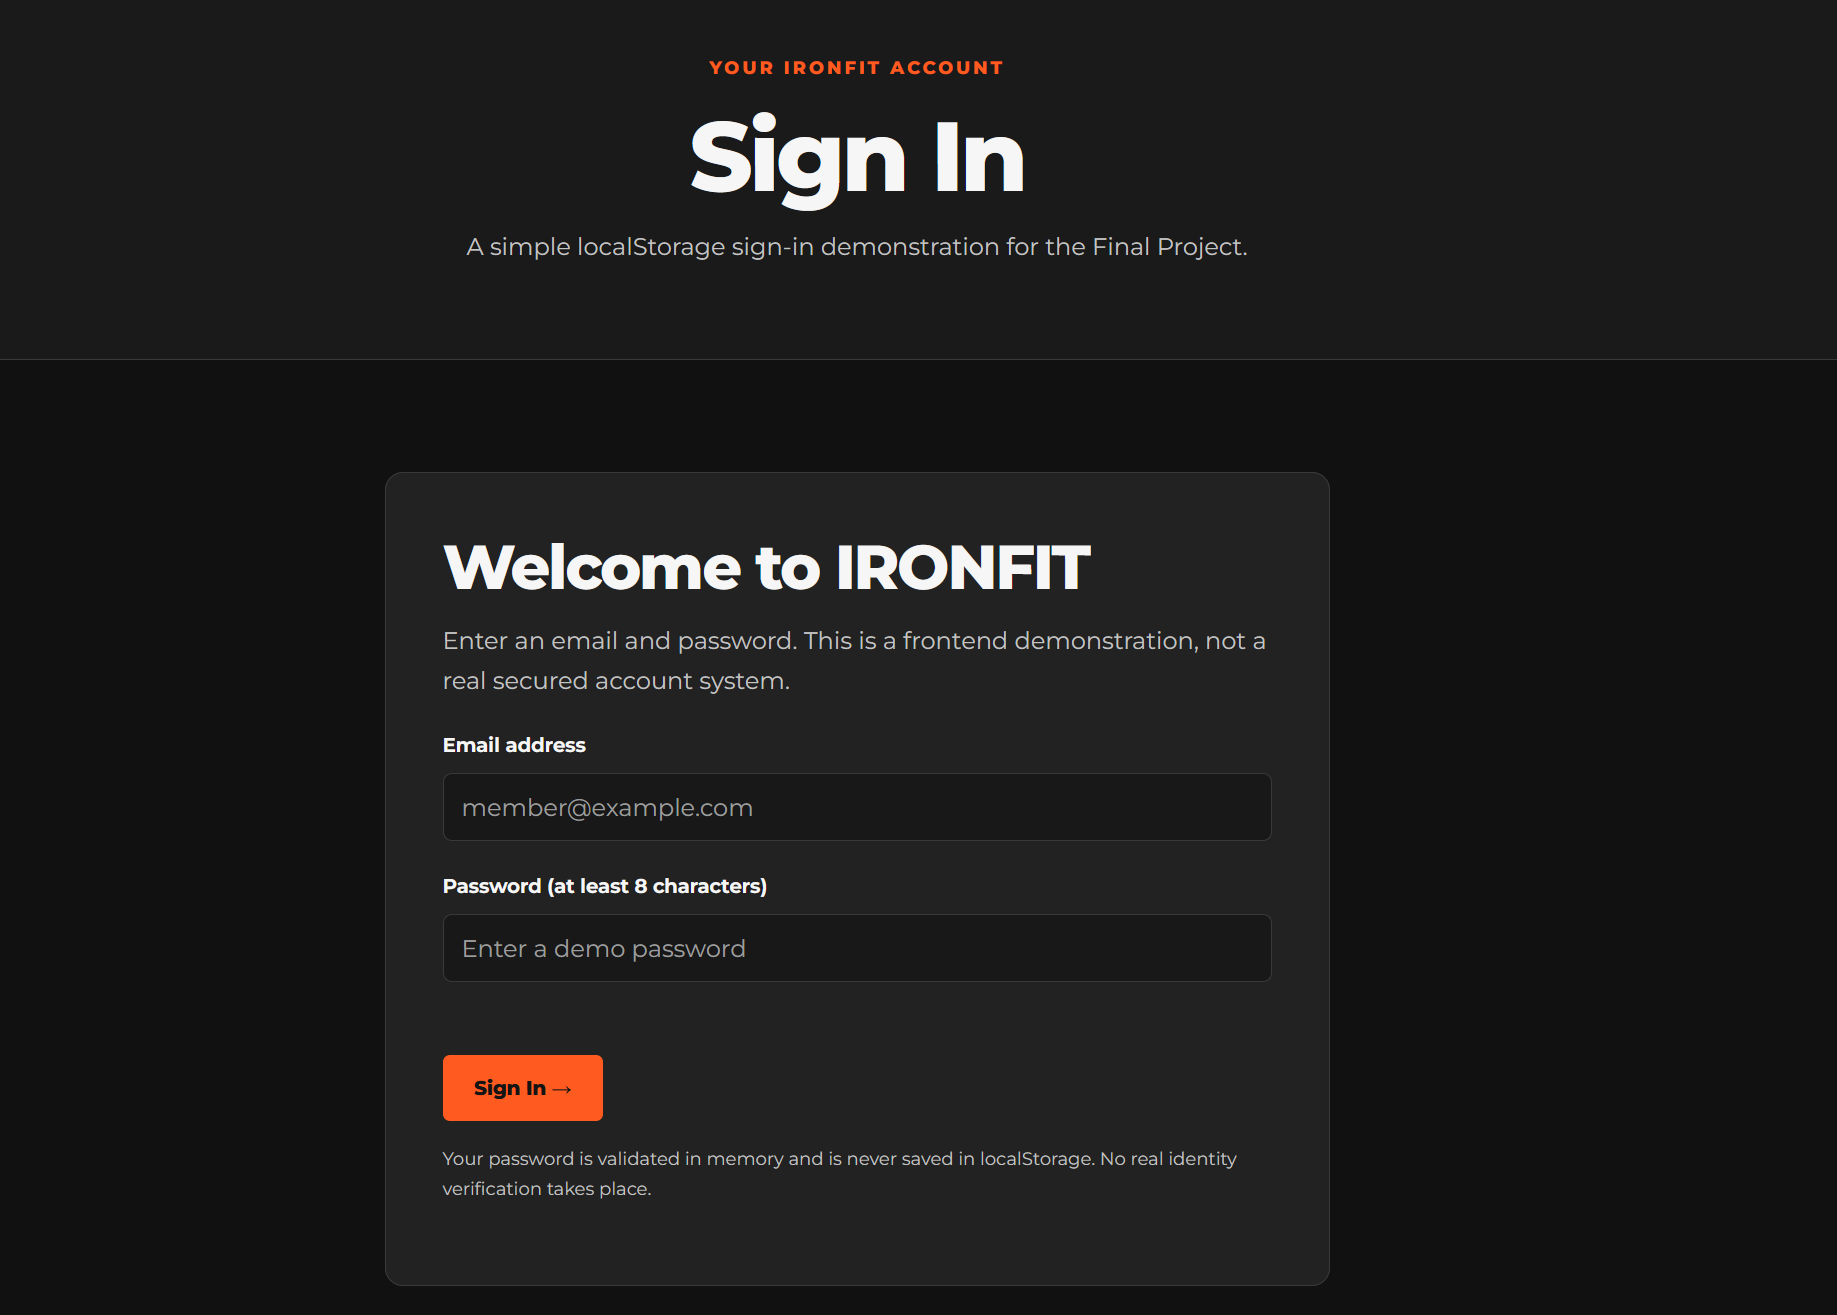 YOUR IRONFIT ACCOUNT
Sign In
A simple localStorage sign-in demonstration for the Final Project.
Welcome to IRONFIT
Enter an email and password. This is a frontend demonstration, not a
real secured account system.
Email address
member@example.com
Password (at least 8 characters)
Enter a demo password
Sign In →
Your password is validated in memory and is never saved in localStorage. No real identity
verification takes place.